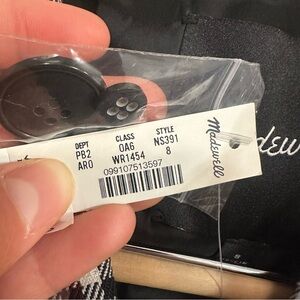 DEPT CLASS STYLE
PB2 0A6 NS391
ARO WR1454 8
099107513597
Madewell